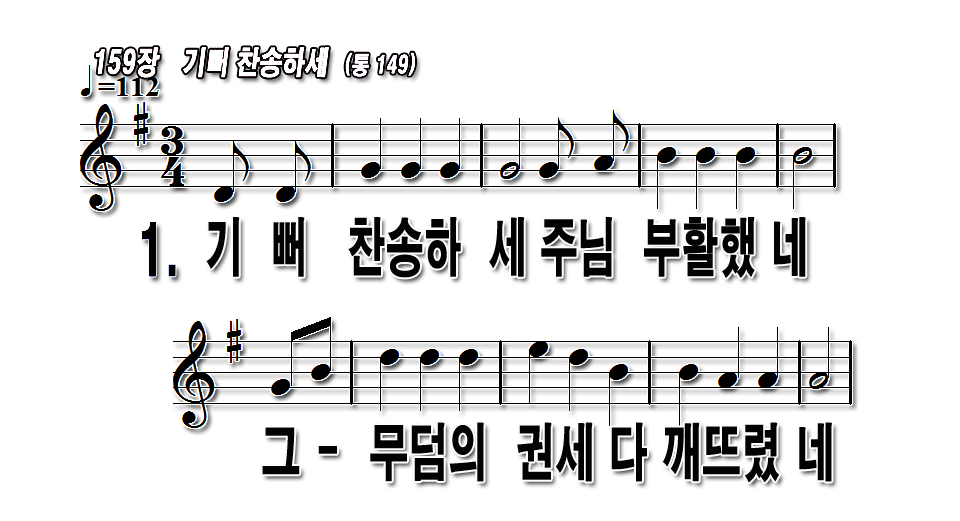 159장 기뻐 찬송하세 (통 149)
♩=112
3
4
1. 기 뻐 찬송하 세 주님 부활했 네
그 - 무덤의 권세 다 깨뜨렸 네